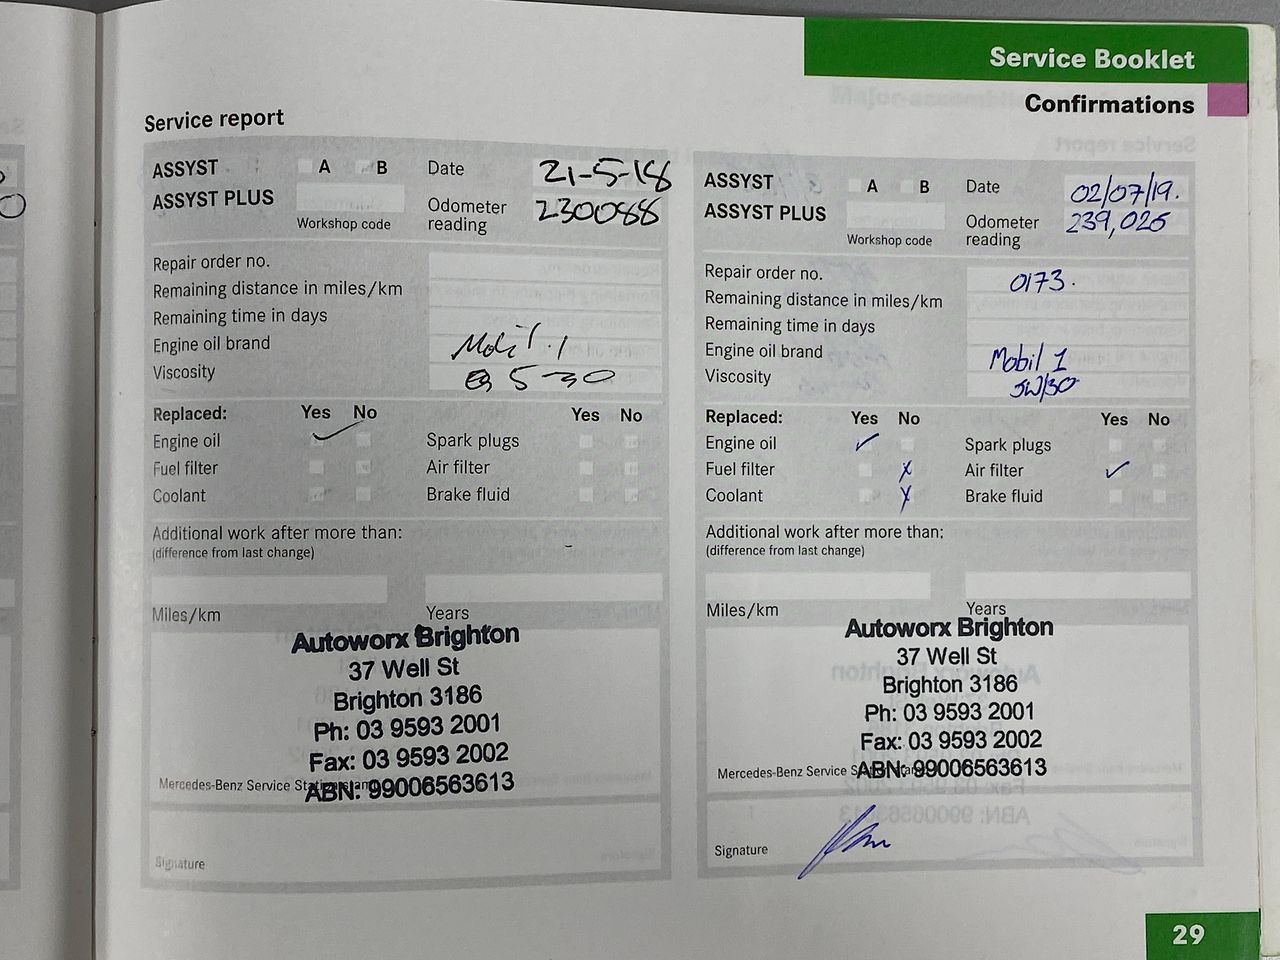 Service Booklet
Confirmations
Service report
ASSYST A B Date 21-5-18
ASSYST PLUS Odometer reading 230088
Workshop code
Repair order no.
Remaining distance in miles/km
Remaining time in days
Engine oil brand Mobil 1
Viscosity 5-30
Replaced: Yes No Yes No
Engine oil Spark plugs
Fuel filter Air filter
Coolant Brake fluid
Additional work after more than:
(difference from last change)
Miles/km Years
Autoworx Brighton
37 Well St
Brighton 3186
Ph: 03 9593 2001
Fax: 03 9593 2002
Mercedes-Benz Service Station stamp
ABN: 99006563613
Signature
ASSYST A B Date 02/07/19.
ASSYST PLUS Odometer reading 239,025
Workshop code
Repair order no. 0173.
Remaining distance in miles/km
Remaining time in days
Engine oil brand Mobil 1
Viscosity 5W/30
Replaced: Yes No Yes No
Engine oil ✓ Spark plugs
Fuel filter x Air filter ✓
Coolant x Brake fluid
Additional work after more than:
(difference from last change)
Miles/km Years
Autoworx Brighton
37 Well St
Brighton 3186
Ph: 03 9593 2001
Fax: 03 9593 2002
Mercedes-Benz Service Station stamp
ABN: 99006563613
Signature
29